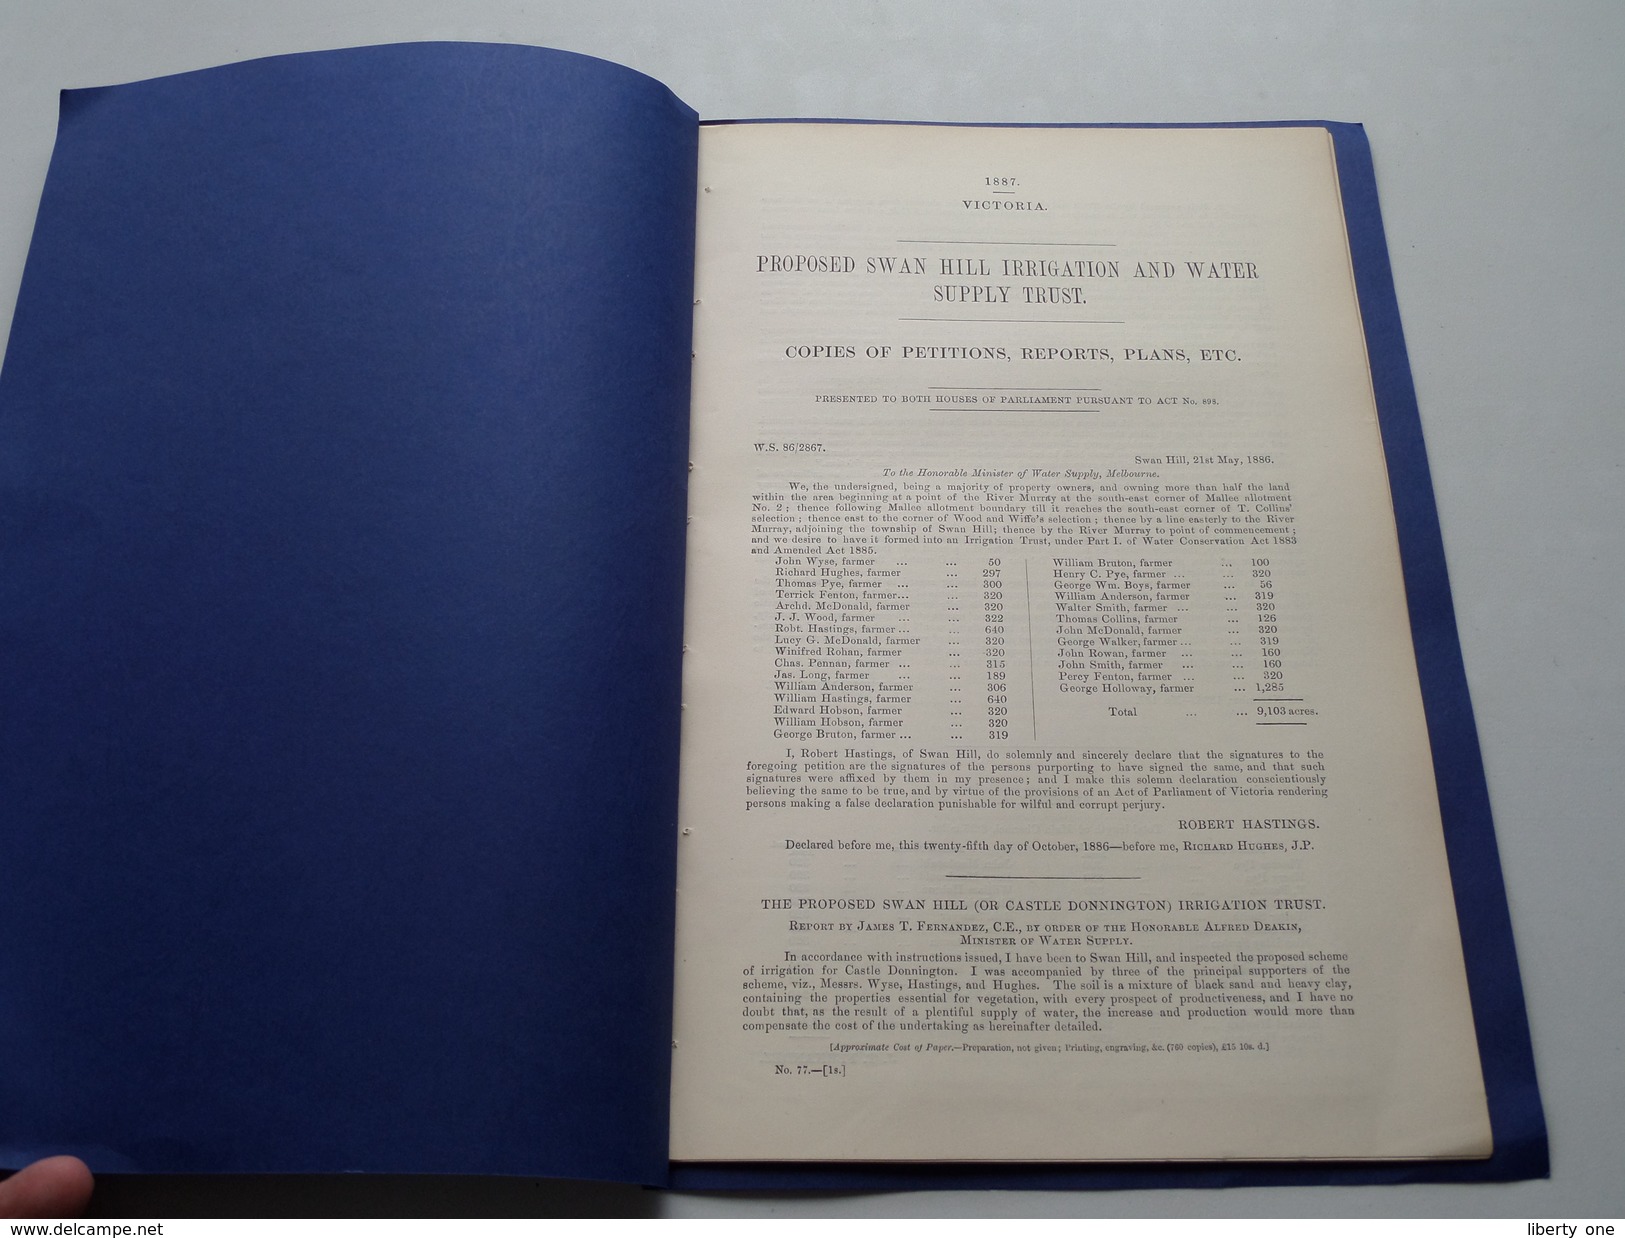 1887.
VICTORIA.
PROPOSED SWAN HILL IRRIGATION AND WATER
SUPPLY TRUST.
COPIES OF PETITIONS, REPORTS, PLANS, ETC.
PRESENTED TO BOTH HOUSES OF PARLIAMENT PURSUANT TO ACT No. 898.
W.S. 86/2867.
Swan Hill, 21st May, 1886.
To the Honorable Minister of Water Supply, Melbourne.
We, the undersigned, being a majority of property owners, and owning more than half the land
within the area beginning at a point of the River Murray at the south-east corner of Mallee allotment
No. 2 ; thence following Mallee allotment boundary till it reaches the south-east corner of T. Collins'
selection ; thence east to the corner of Wood and Wiffe's selection ; thence by a line easterly to the River
Murray, adjoining the township of Swan Hill; thence by the River Murray to point of commencement ;
and we desire to have it formed into an Irrigation Trust, under Part I. of Water Conservation Act 1883
and Amended Act 1885.
John Wyse, farmer ... ... 50
Richard Hughes, farmer ... 297
Thomas Pye, farmer ... ... 300
Terrick Fenton, farmer... ... 320
Archd. McDonald, farmer ... 320
J. J. Wood, farmer ... ... 322
Robt. Hastings, farmer ... ... 640
Lucy G. McDonald, farmer ... 320
Winifred Rohan, farmer ... 320
Chas. Pennan, farmer ... ... 315
Jas. Long, farmer ... ... 189
William Anderson, farmer ... 306
William Hastings, farmer ... 640
Edward Hobson, farmer ... 320
William Hobson, farmer ... 320
George Bruton, farmer ... ... 319
William Bruton, farmer ... 100
Henry C. Pye, farmer ... ... 320
George Wm. Boys, farmer ... 56
William Anderson, farmer ... 319
Walter Smith, farmer ... ... 320
Thomas Collins, farmer ... 126
John McDonald, farmer ... 320
George Walker, farmer ... ... 319
John Rowan, farmer ... ... 160
John Smith, farmer ... ... 160
Percy Fenton, farmer ... ... 320
George Holloway, farmer ... 1,285
Total ... ... 9,103 acres.
I, Robert Hastings, of Swan Hill, do solemnly and sincerely declare that the signatures to the
foregoing petition are the signatures of the persons purporting to have signed the same, and that such
signatures were affixed by them in my presence ; and I make this solemn declaration conscientiously
believing the same to be true, and by virtue of the provisions of an Act of Parliament of Victoria rendering
persons making a false declaration punishable for wilful and corrupt perjury.
ROBERT HASTINGS.
Declared before me, this twenty-fifth day of October, 1886—before me, RICHARD HUGHES, J.P.
THE PROPOSED SWAN HILL (OR CASTLE DONNINGTON) IRRIGATION TRUST.
REPORT BY JAMES T. FERNANDEZ, C.E., BY ORDER OF THE HONORABLE ALFRED DEAKIN,
MINISTER OF WATER SUPPLY.
In accordance with instructions issued, I have been to Swan Hill, and inspected the proposed scheme
of irrigation for Castle Donnington. I was accompanied by three of the principal supporters of the
scheme, viz., Messrs. Wyse, Hastings, and Hughes. The soil is a mixture of black sand and heavy clay,
containing the properties essential for vegetation, with every prospect of productiveness, and I have no
doubt that, as the result of a plentiful supply of water, the increase and production would more than
compensate the cost of the undertaking as hereinafter detailed.
[Approximate Cost of Paper.—Preparation, not given ; Printing, engraving, &c. (760 copies), £15 10s. d.]
No. 77.—[1s.]
www.delcampe.net
liberty one